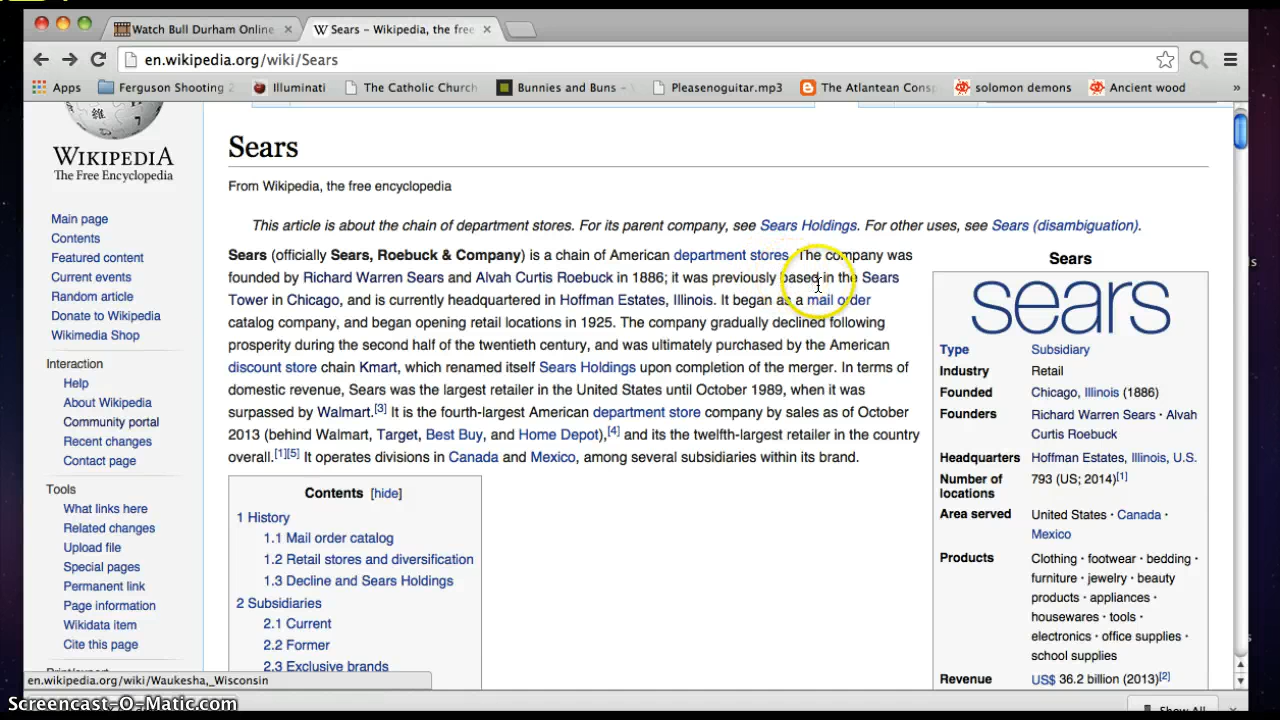 Watch Bull Durham Online
Sears – Wikipedia, the free
en.wikipedia.org/wiki/Sears
Apps
Ferguson Shooting 2
Illuminati
The Catholic Church
Bunnies and Buns –
Pleasenoguitar.mp3
The Atlantean Consp
solomon demons
Ancient wood
»
WIKIPEDIA
The Free Encyclopedia
Main page
Contents
Featured content
Current events
Random article
Donate to Wikipedia
Wikimedia Shop
Interaction
Help
About Wikipedia
Community portal
Recent changes
Contact page
Tools
What links here
Related changes
Upload file
Special pages
Permanent link
Page information
Wikidata item
Cite this page
Sears
From Wikipedia, the free encyclopedia
This article is about the chain of department stores. For its parent company, see Sears Holdings. For other uses, see Sears (disambiguation).
Sears (officially Sears, Roebuck & Company) is a chain of American department stores. The company was
founded by Richard Warren Sears and Alvah Curtis Roebuck in 1886; it was previously based in the Sears
Tower in Chicago, and is currently headquartered in Hoffman Estates, Illinois. It began as a mail order
catalog company, and began opening retail locations in 1925. The company gradually declined following
prosperity during the second half of the twentieth century, and was ultimately purchased by the American
discount store chain Kmart, which renamed itself Sears Holdings upon completion of the merger. In terms of
domestic revenue, Sears was the largest retailer in the United States until October 1989, when it was
surpassed by Walmart.[3] It is the fourth-largest American department store company by sales as of October
2013 (behind Walmart, Target, Best Buy, and Home Depot),[4] and its the twelfth-largest retailer in the country
overall.[1][5] It operates divisions in Canada and Mexico, among several subsidiaries within its brand.
Contents [hide]
1 History
1.1 Mail order catalog
1.2 Retail stores and diversification
1.3 Decline and Sears Holdings
2 Subsidiaries
2.1 Current
2.2 Former
2.3 Exclusive brands
Sears
sears
Type Subsidiary
Industry Retail
Founded Chicago, Illinois (1886)
Founders Richard Warren Sears · Alvah
Curtis Roebuck
Headquarters Hoffman Estates, Illinois, U.S.
Number of 793 (US; 2014)[1]
locations
Area served United States · Canada ·
Mexico
Products Clothing · footwear · bedding ·
furniture · jewelry · beauty
products · appliances ·
housewares · tools ·
electronics · office supplies ·
school supplies
Revenue US$ 36.2 billion (2013)[2]
en.wikipedia.org/wiki/Waukesha,_Wisconsin
Screencast-O-Matic.com
Show All